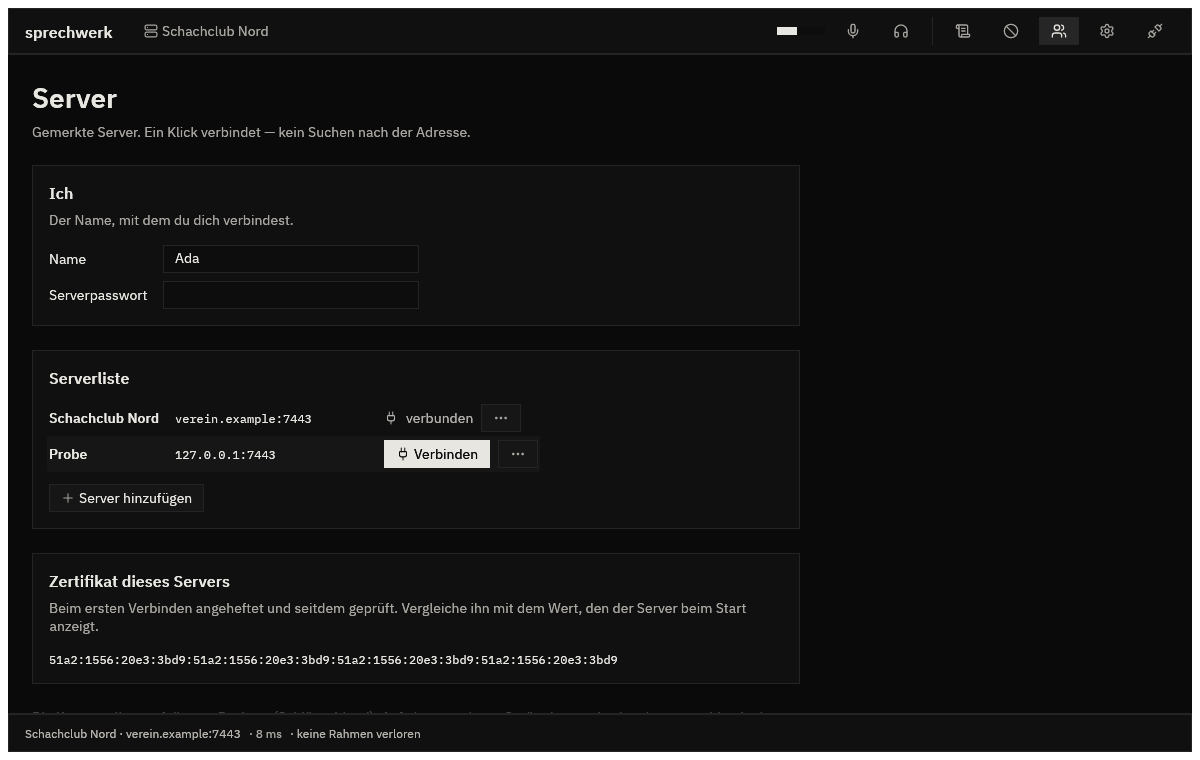 sprechwerk
Schachclub Nord
Server
Gemerkte Server. Ein Klick verbindet — kein Suchen nach der Adresse.
Ich
Der Name, mit dem du dich verbindest.
Name
Ada
Serverpasswort
Serverliste
Schachclub Nord verein.example:7443 verbunden ···
Probe 127.0.0.1:7443 Verbinden ···
+ Server hinzufügen
Zertifikat dieses Servers
Beim ersten Verbinden angeheftet und seitdem geprüft. Vergleiche ihn mit dem Wert, den der Server beim Start
anzeigt.
51a2:1556:20e3:3bd9:51a2:1556:20e3:3bd9:51a2:1556:20e3:3bd9:51a2:1556:20e3:3bd9
Schachclub Nord · verein.example:7443 · 8 ms · keine Rahmen verloren